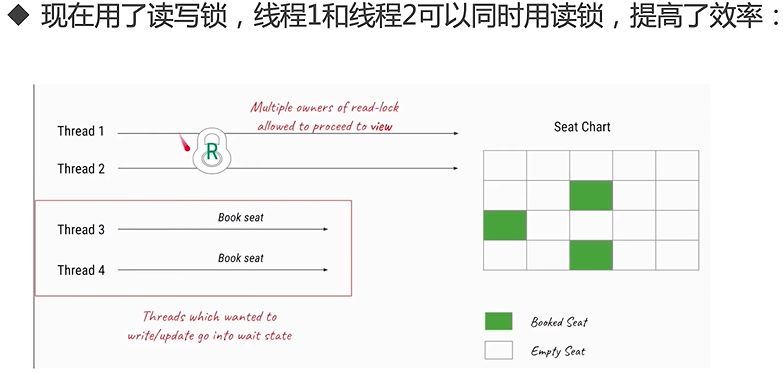 ◆ 现在用了读写锁，线程1和线程2可以同时用读锁，提高了效率：
Multiple owners of read-lock
allowed to proceed to view
Thread 1
R
Thread 2
Thread 3
Book seat
Thread 4
Book seat
Threads which wanted to
write/update go into wait state
Seat Chart
Booked Seat
Empty Seat